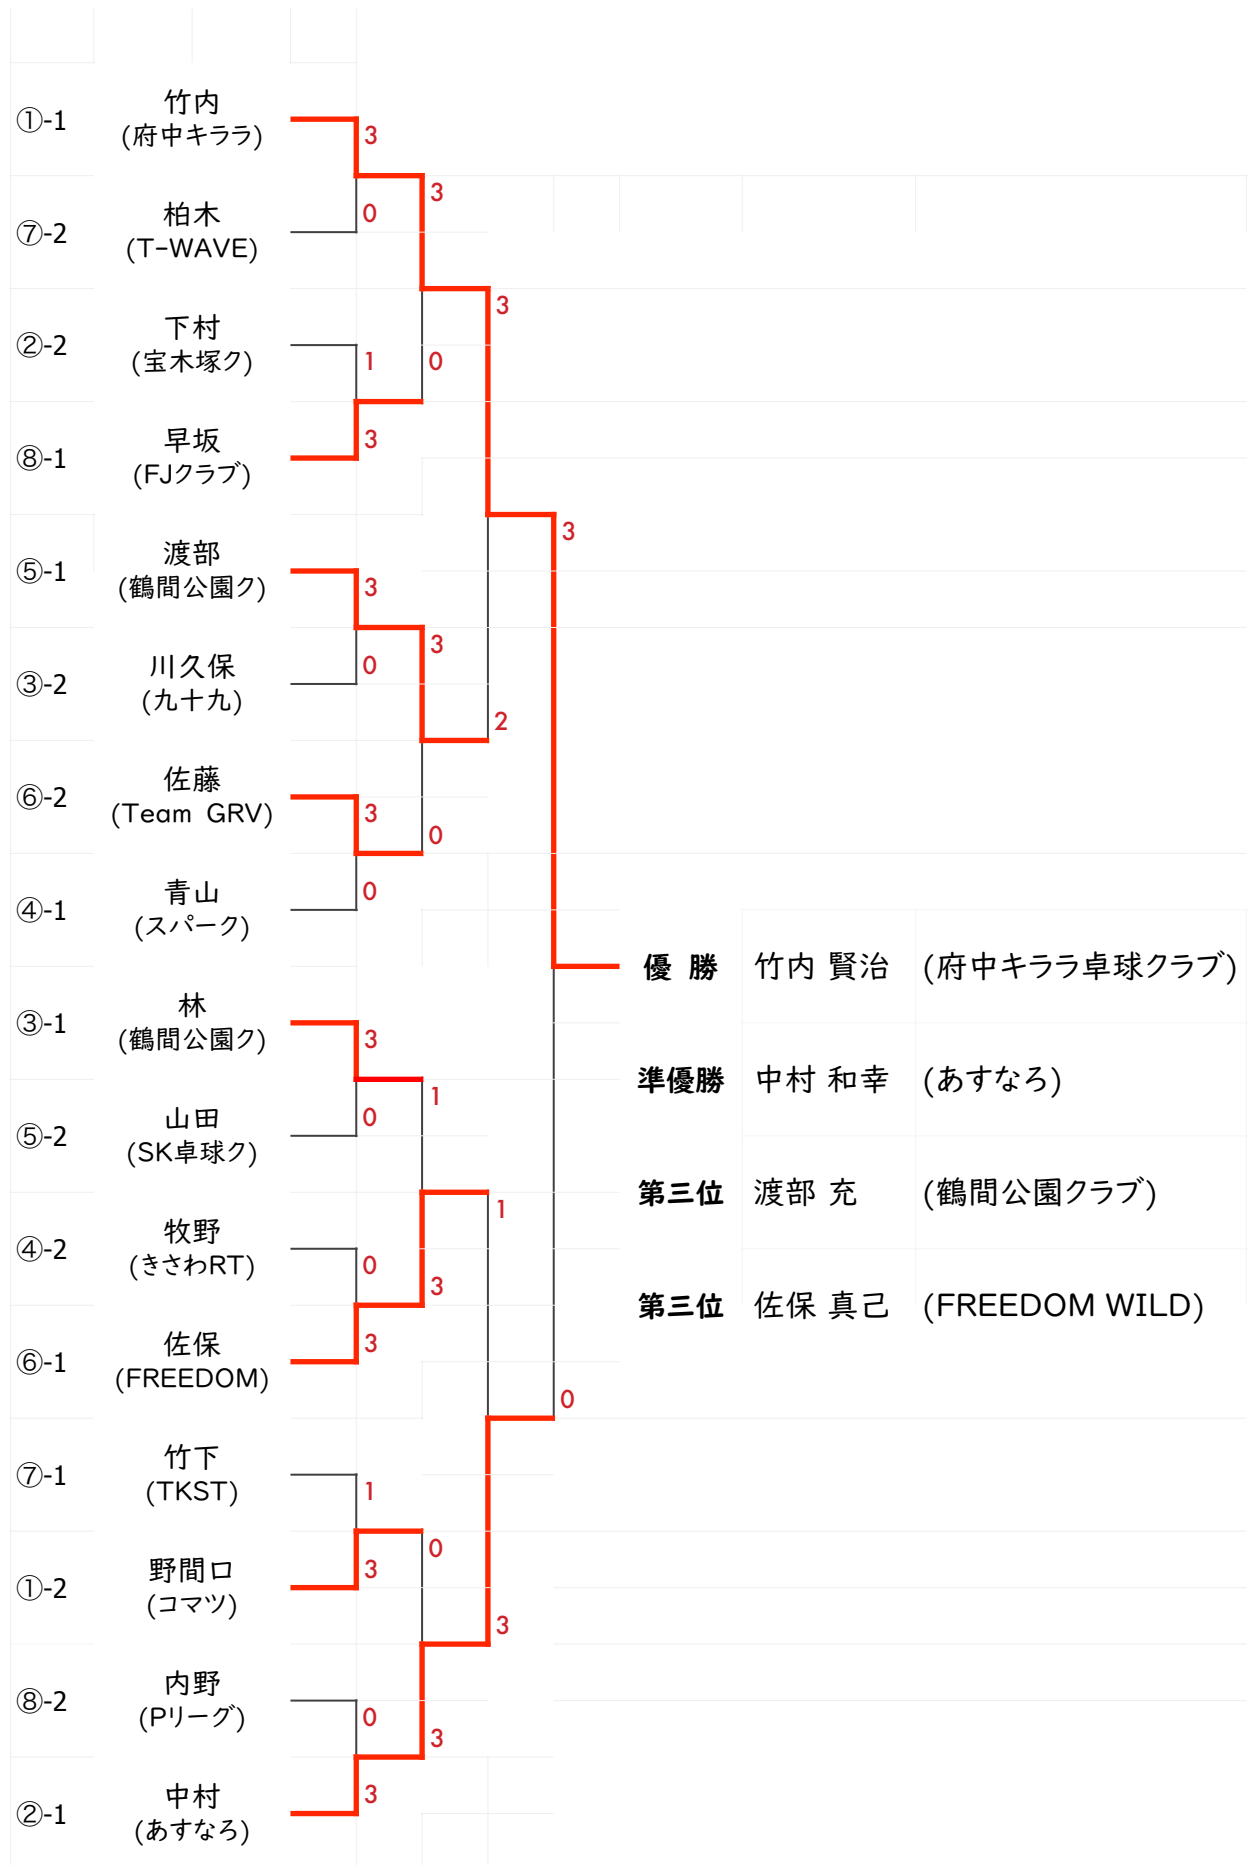 ①-1
竹内
(府中キララ)
3
3
0
⑦-2
柏木
(T-WAVE)
3
②-2
下村
(宝木塚ク)
1
0
⑧-1
早坂
(FJクラブ)
3
3
⑤-1
渡部
(鶴間公園ク)
3
3
0
③-2
川久保
(九十九)
2
⑥-2
佐藤
(Team GRV)
3
0
④-1
青山
(スパーク)
0
優 勝 竹内 賢治 (府中キララ卓球クラブ)
③-1
林
(鶴間公園ク)
3
準優勝 中村 和幸 (あすなろ)
1
0
⑤-2
山田
(SK卓球ク)
第三位 渡部 充 (鶴間公園クラブ)
1
④-2
牧野
(きさわRT)
0
3
第三位 佐保 真己 (FREEDOM WILD)
⑥-1
佐保
(FREEDOM)
3
0
⑦-1
竹下
(TKST)
1
0
①-2
野間口
(コマツ)
3
3
⑧-2
内野
(Pリーグ)
0
3
②-1
中村
(あすなろ)
3